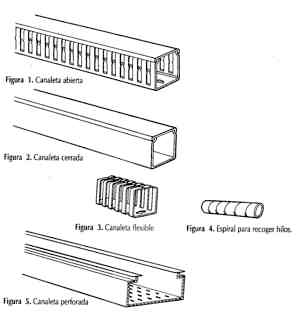 Figura 1. Canaleta abierta
Figura 2. Canaleta cerrada
Figura 3. Canaleta flexible
Figura 4. Espiral para recoger hilos.
Figura 5. Canaleta perforada